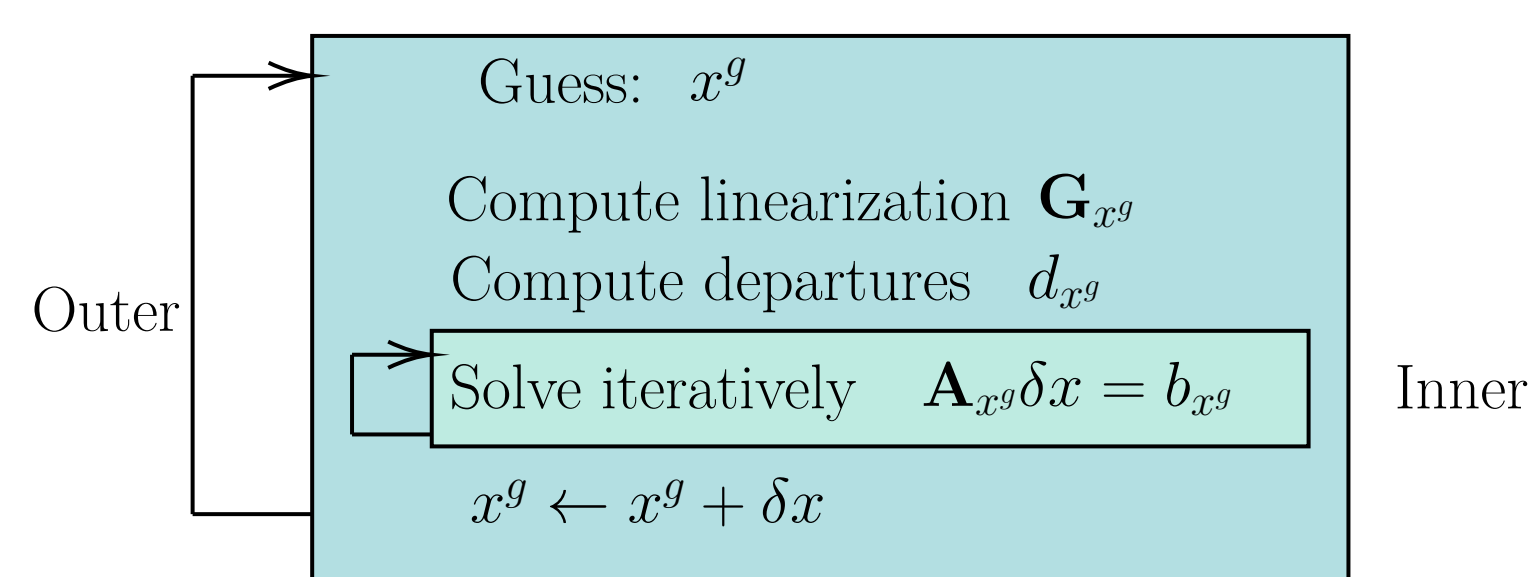 Guess: x^g
Compute linearization G_{x^g}
Compute departures d_{x^g}
Outer
Solve iteratively A_{x^g}δx = b_{x^g}
Inner
x^g ← x^g + δx